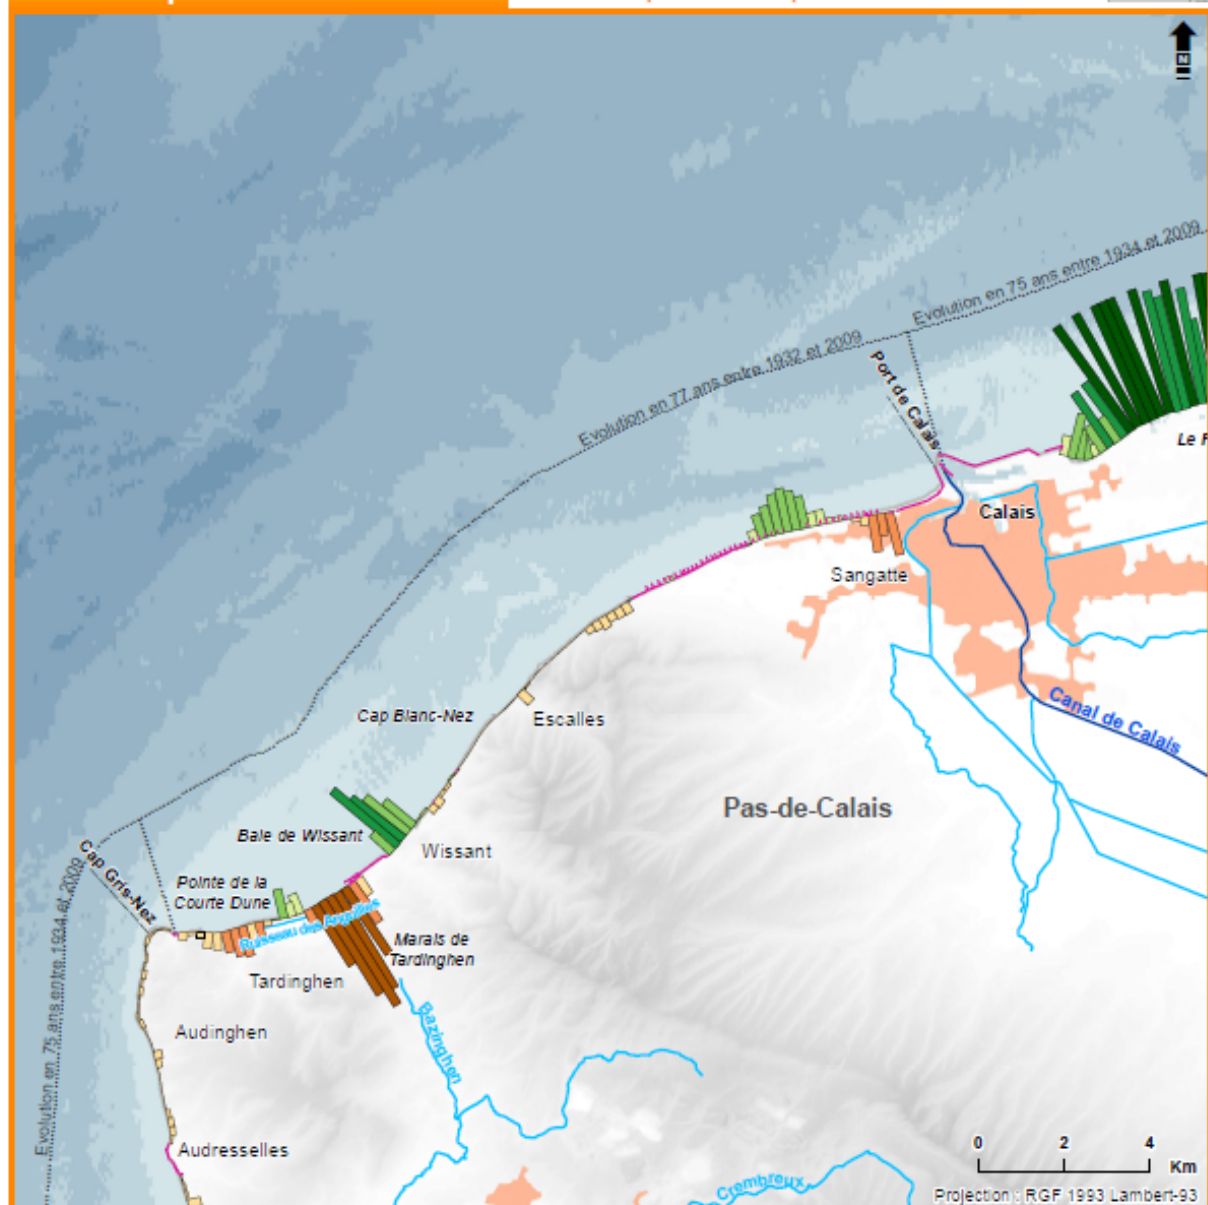 N
Evolution en 75 ans entre 1934 et 2009
Evolution en 77 ans entre 1932 et 2009
Port de Calais
Le
Calais
Sangatte
Canal de Calais
Cap Blanc-Nez
Escalles
Pas-de-Calais
Baie de Wissant
Wissant
Cap Gris-Nez
Pointe de la
Courte Dune
Ruisseau des Anguilles
Marais de
Tardinghen
Tardinghen
Bazinghen
Audinghen
Evolution en 75 ans entre 1934 et 2009
Audresselles
0 2 4
Km
Crembreux
Projection : RGF 1993 Lambert-93